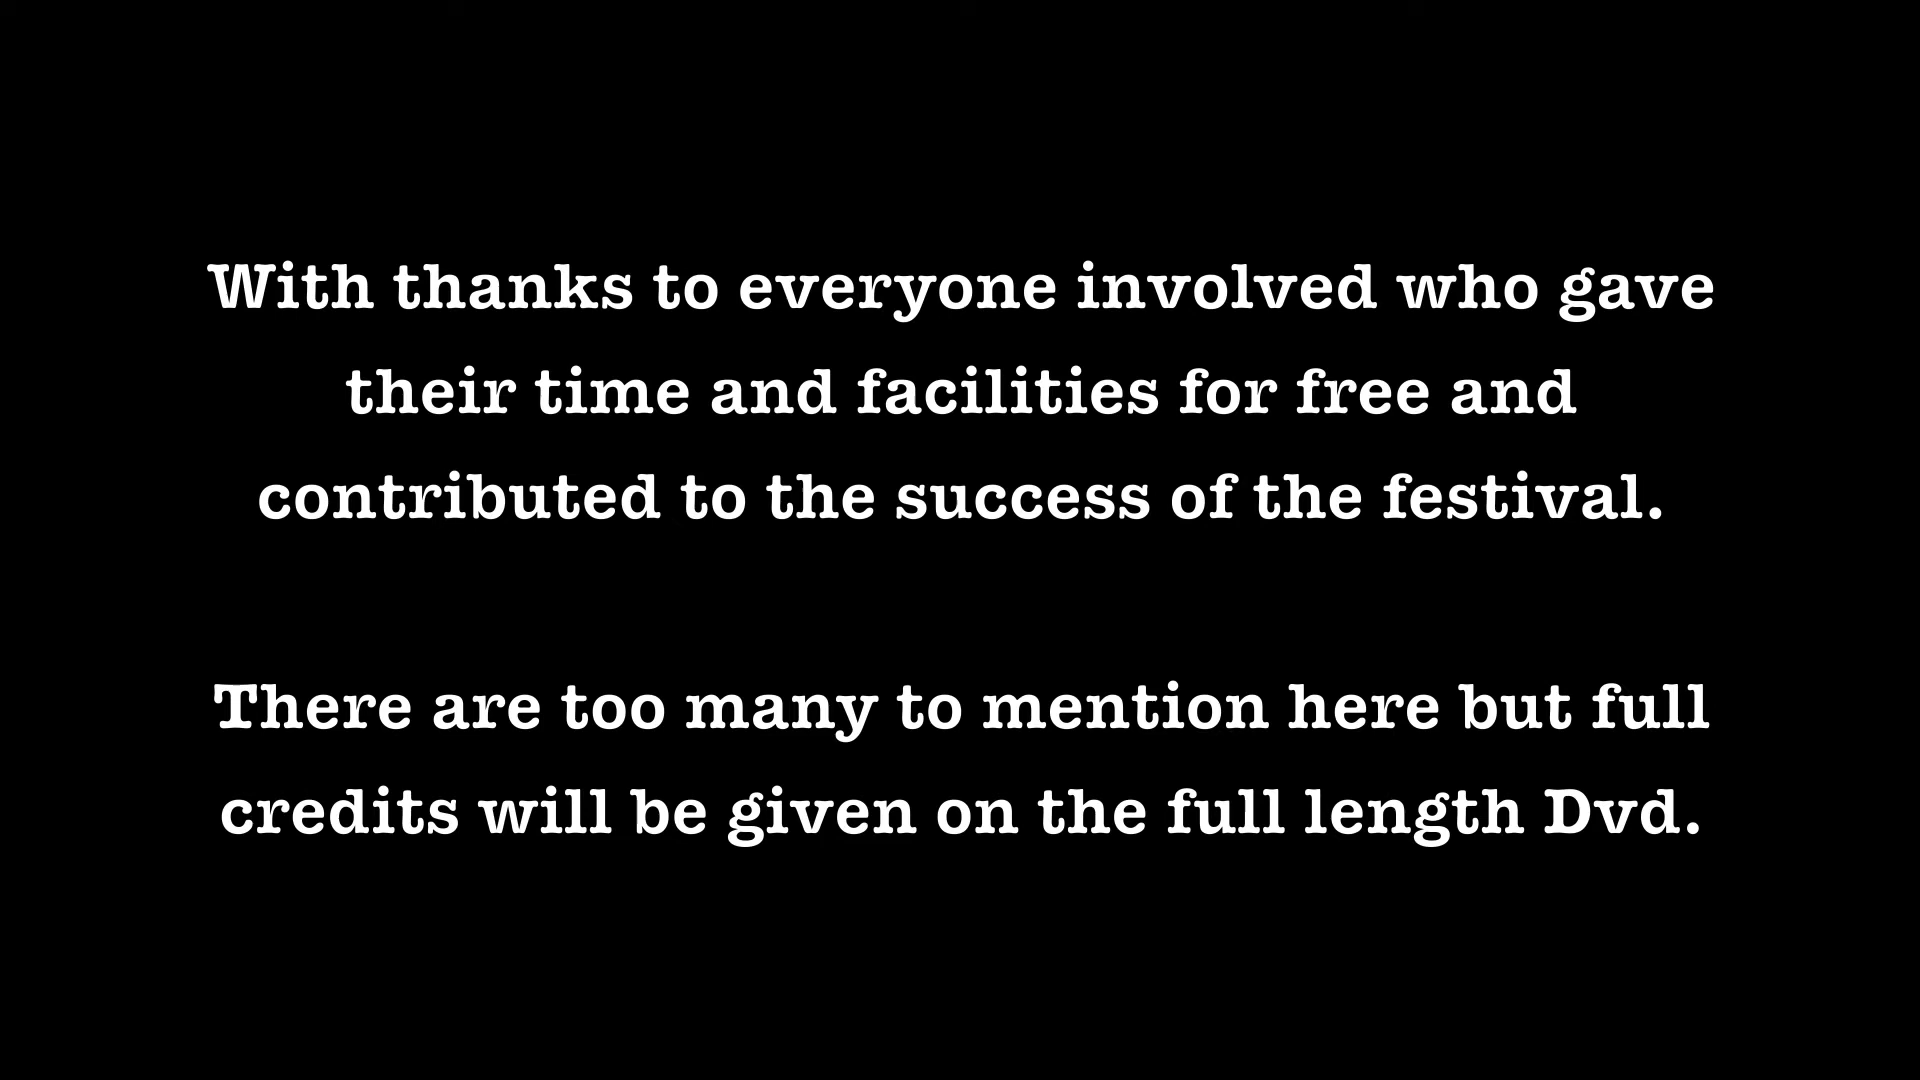 With thanks to everyone involved who gave
their time and facilities for free and
contributed to the success of the festival.
There are too many to mention here but full
credits will be given on the full length Dvd.